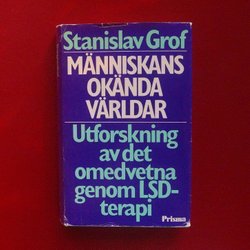 Stanislav Grof
MÄNNISKANS
OKÄNDA
VÄRLDAR
Utforskning
av det
omedvetna
genom LSD-
terapi
Prisma